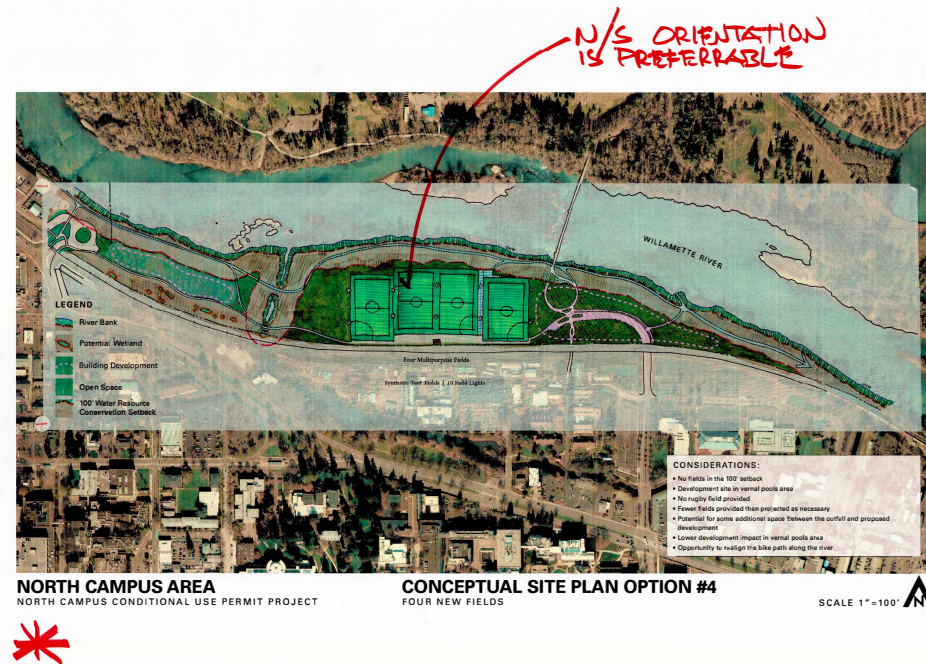 N/S ORIENTATION
IS PREFERRABLE
WILLAMETTE RIVER
LEGEND
River Bank
Potential Wetland
Building Development
Open Space
100' Water Resource
Conservation Setback
Four Multipurpose Fields
Synthetic Turf Fields | 10 Field Lights
CONSIDERATIONS:
• No fields in the 100' setback
• Development site in vernal pools area
• No rugby field provided
• Fewer fields provided than projected as necessary
• Potential for some additional space between the outfall and proposed
development
• Lower development impact in vernal pools area
• Opportunity to realign the bike path along the river
NORTH CAMPUS AREA
NORTH CAMPUS CONDITIONAL USE PERMIT PROJECT
CONCEPTUAL SITE PLAN OPTION #4
FOUR NEW FIELDS
SCALE 1"=100'
N